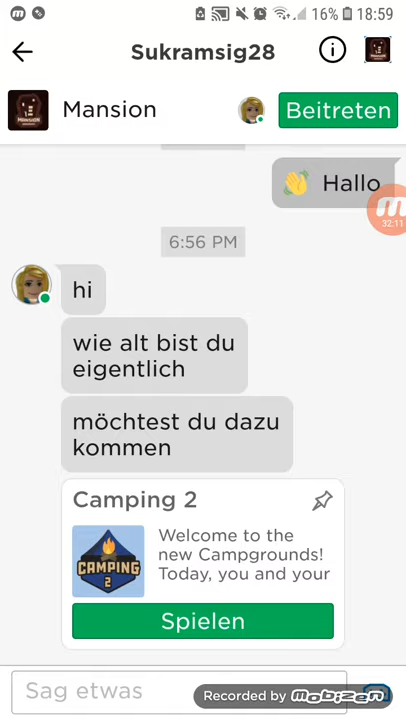 16% 18:59
Sukramsig28
Mansion
Beitreten
MANSION
👋 Hallo
32:11
6:56 PM
hi
wie alt bist du
eigentlich
möchtest du dazu
kommen
Camping 2
Welcome to the
new Campgrounds!
Today, you and your
CAMPING
2
Spielen
Sag etwas
Recorded by mobizen